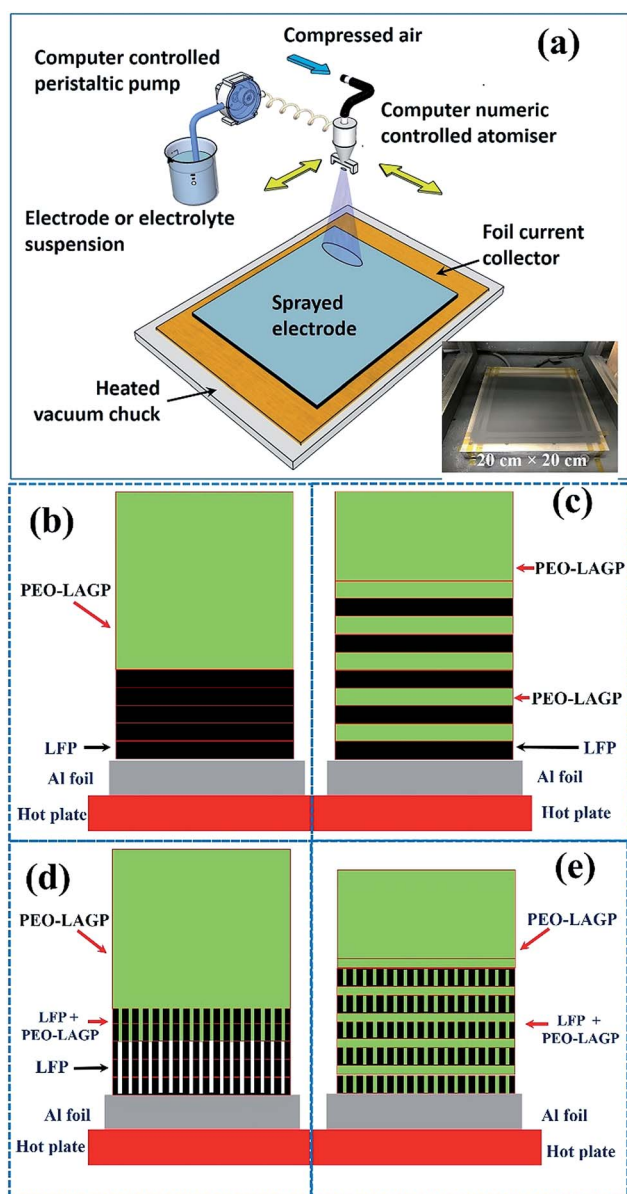 Compressed air
(a)
Computer controlled
peristaltic pump
Computer numeric
controlled atomiser
Electrode or electrolyte
suspension
Foil current
collector
Sprayed
electrode
Heated
vacuum chuck
20 cm × 20 cm
(b)
PEO-LAGP
LFP
Al foil
Hot plate
(c)
PEO-LAGP
PEO-LAGP
LFP
Al foil
Hot plate
(d)
PEO-LAGP
LFP +
PEO-LAGP
LFP
Al foil
Hot plate
(e)
PEO-LAGP
LFP +
PEO-LAGP
Al foil
Hot plate